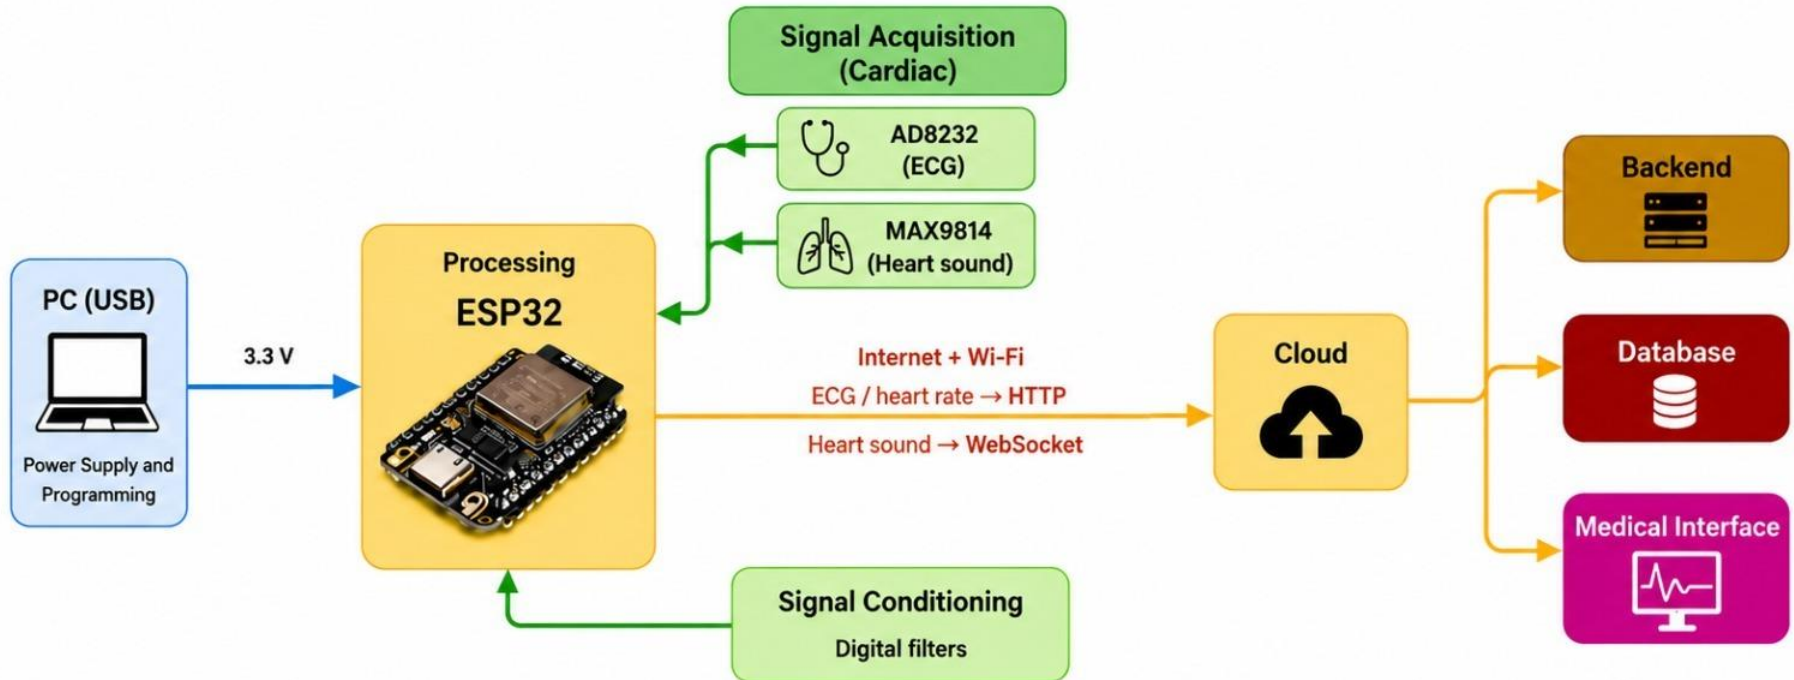 Signal Acquisition
(Cardiac)
AD8232
(ECG)
MAX9814
(Heart sound)
Processing
ESP32
PC (USB)
Power Supply and
Programming
3.3 V
Internet + Wi-Fi
ECG / heart rate → HTTP
Heart sound → WebSocket
Signal Conditioning
Digital filters
Cloud
Backend
Database
Medical Interface